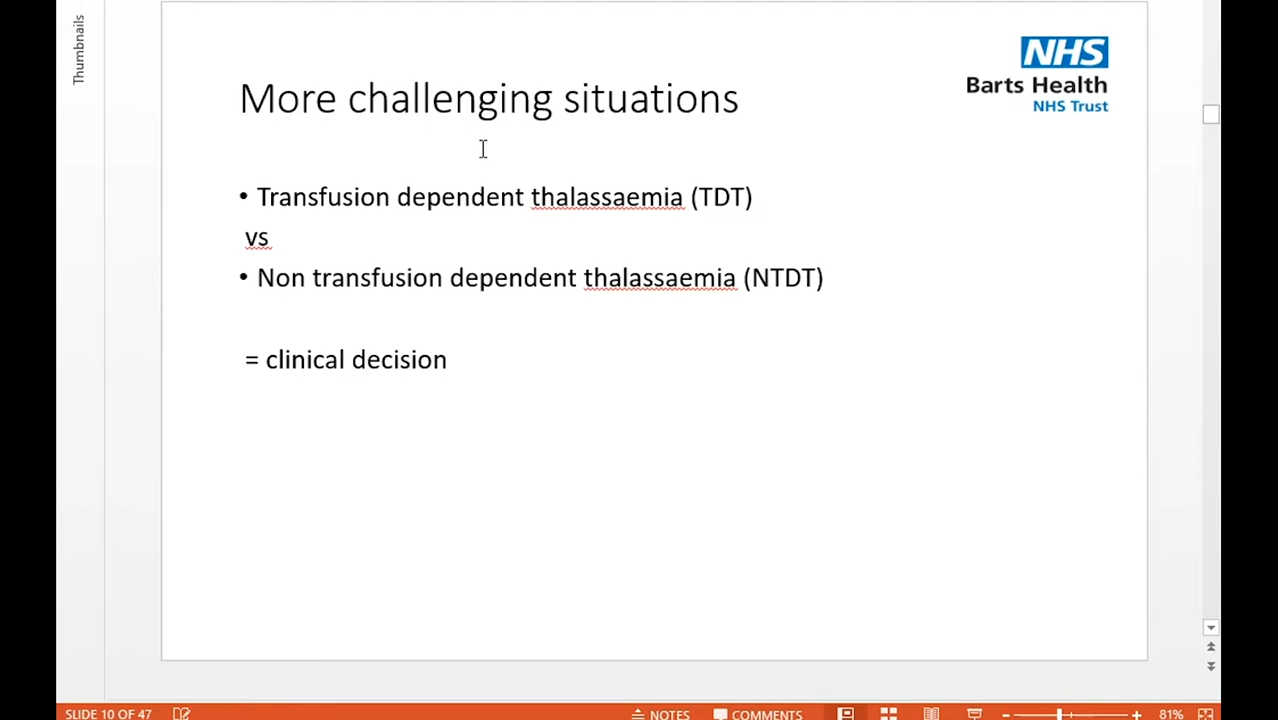 Thumbnails
NHS
Barts Health
NHS Trust
More challenging situations
• Transfusion dependent thalassaemia (TDT)
vs
• Non transfusion dependent thalassaemia (NTDT)
= clinical decision
SLIDE 10 OF 47
NOTES
COMMENTS
81%